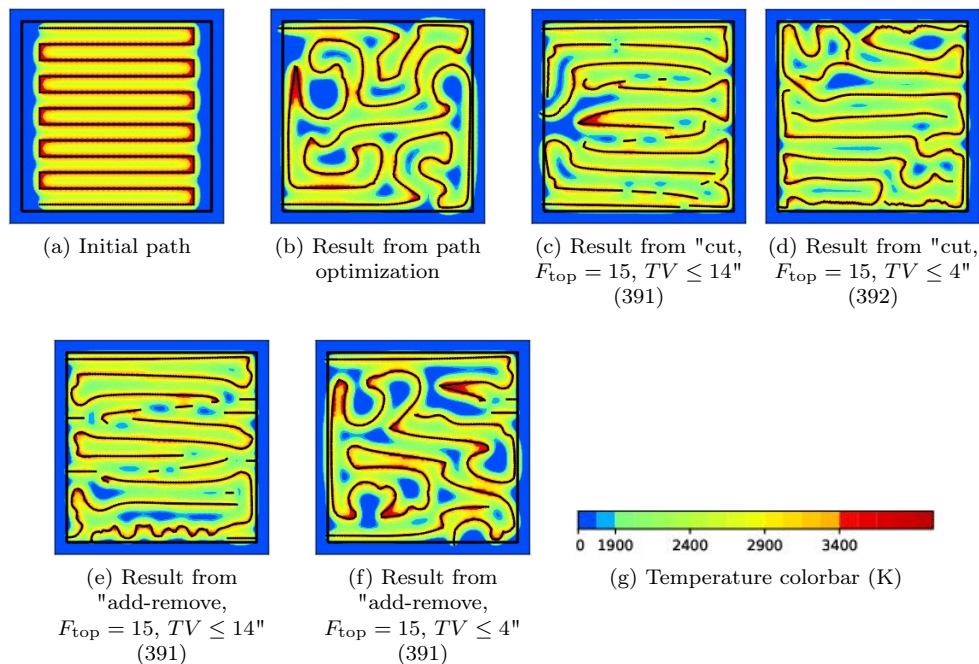 (a) Initial path
(b) Result from path
optimization
(c) Result from "cut,
F_top = 15, TV ≤ 14"
(391)
(d) Result from "cut,
F_top = 15, TV ≤ 4"
(392)
0 1900 2400 2900 3400
(e) Result from
"add-remove,
F_top = 15, TV ≤ 14"
(391)
(f) Result from
"add-remove,
F_top = 15, TV ≤ 4"
(391)
(g) Temperature colorbar (K)